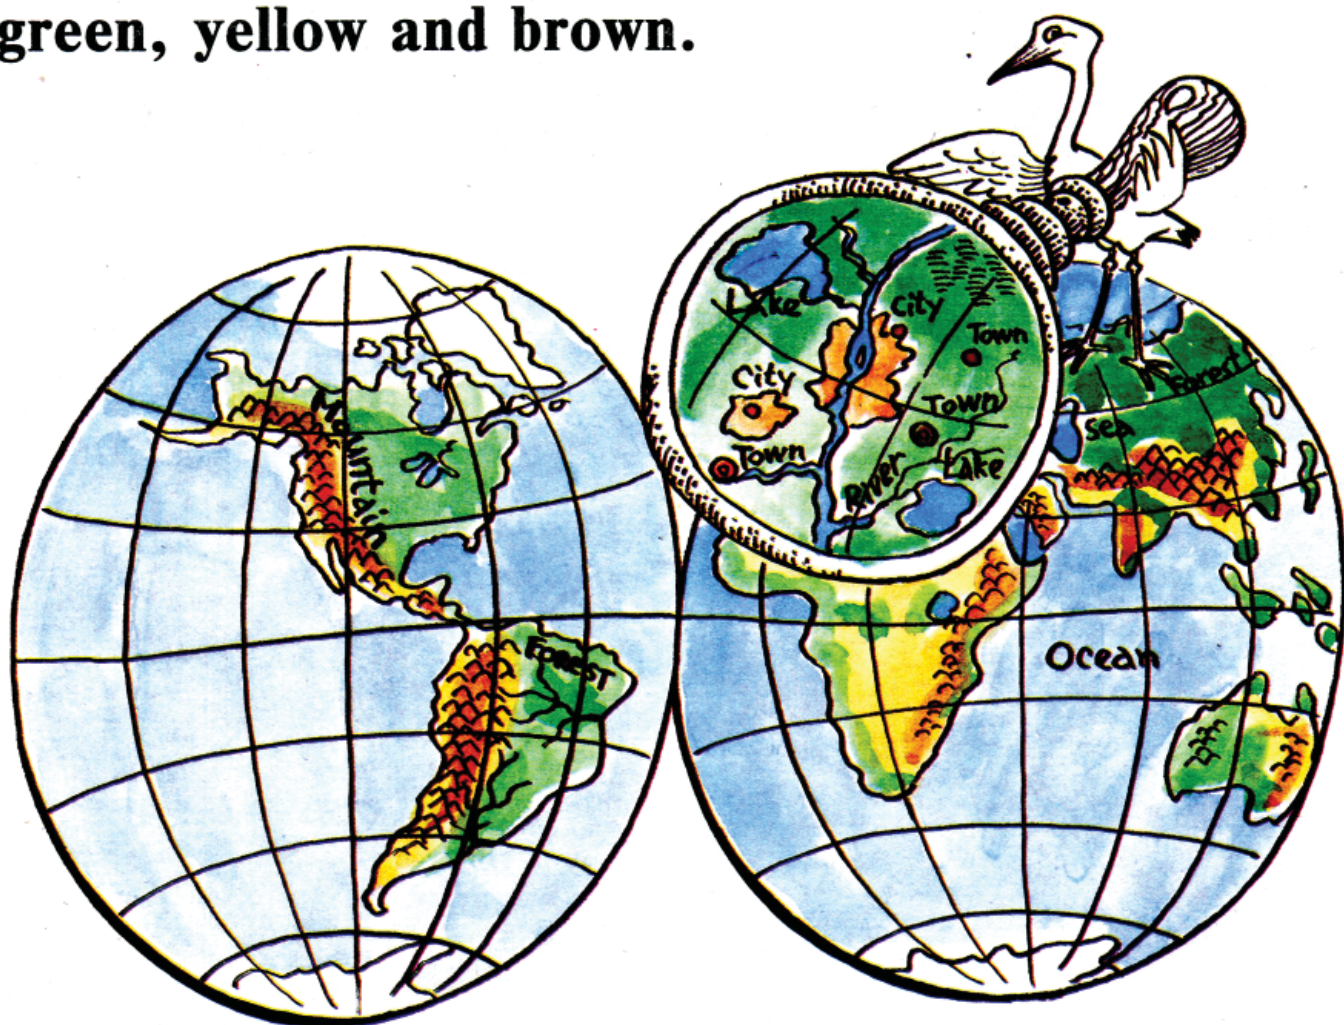 green, yellow and brown.
Mountain
FOREST
Lake
City
Town
City
Town
Town
River
Lake
Forest
Sea
Ocean